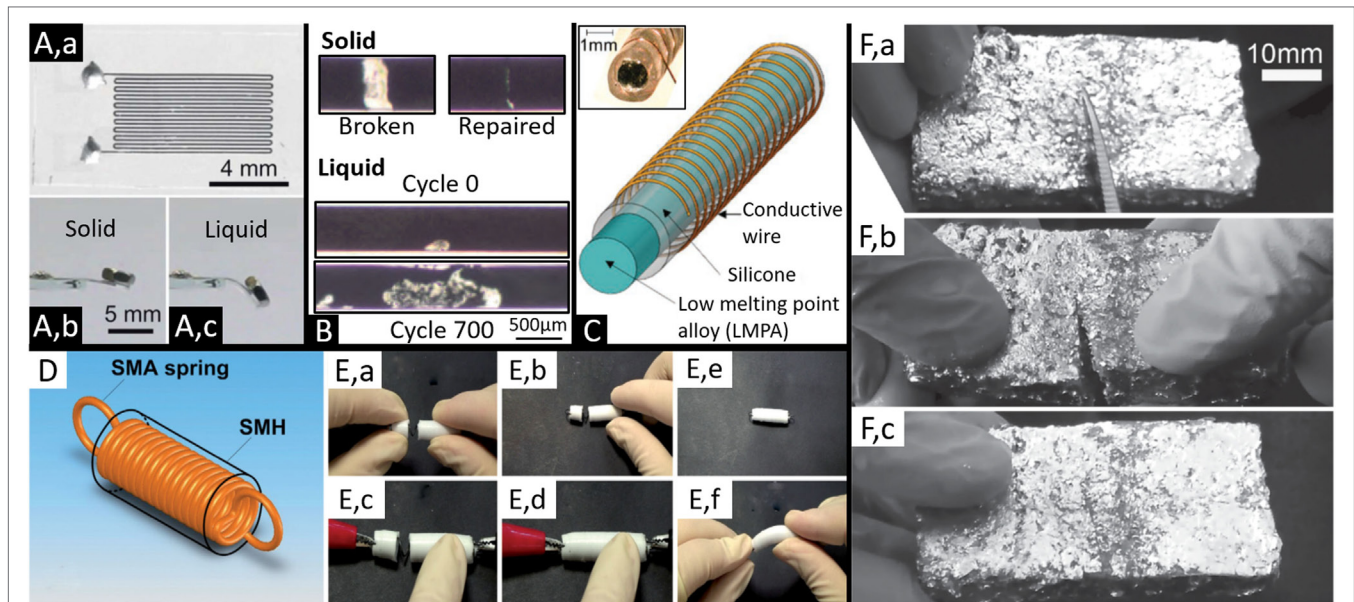 A,a
4 mm
Solid
Liquid
5 mm
A,b
A,c
Solid
Broken
Repaired
Liquid
Cycle 0
Cycle 700
500µm
B
1mm
Conductive
wire
Silicone
Low melting point
alloy (LMPA)
C
D
SMA spring
SMH
E,a
E,b
E,e
E,c
E,d
E,f
F,a
10mm
F,b
F,c